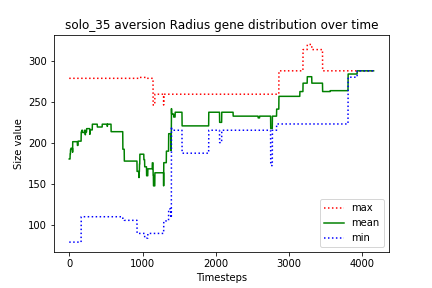 solo_35 aversion Radius gene distribution over time
300
250
200
150
100
Size value
0
1000
2000
3000
4000
Timesteps
max
mean
min